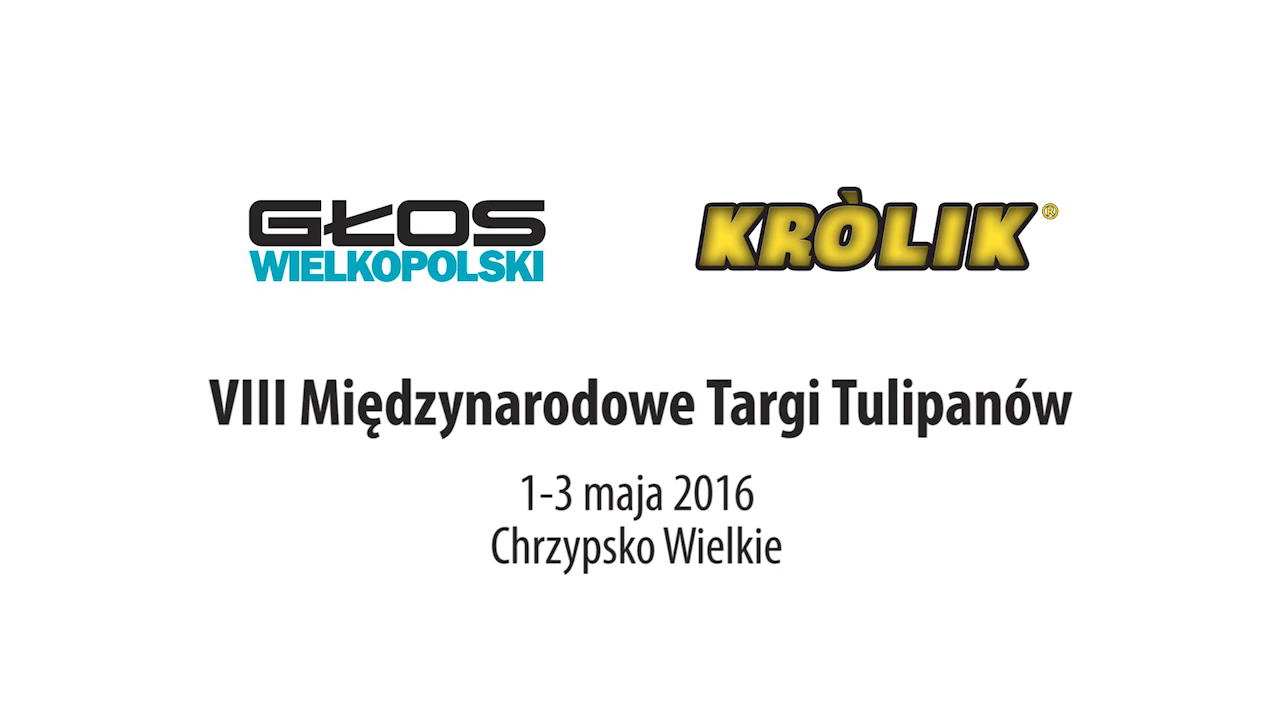 GŁOS
WIELKOPOLSKI
KRÒLIK®
VIII Międzynarodowe Targi Tulipanów
1-3 maja 2016
Chrzypsko Wielkie